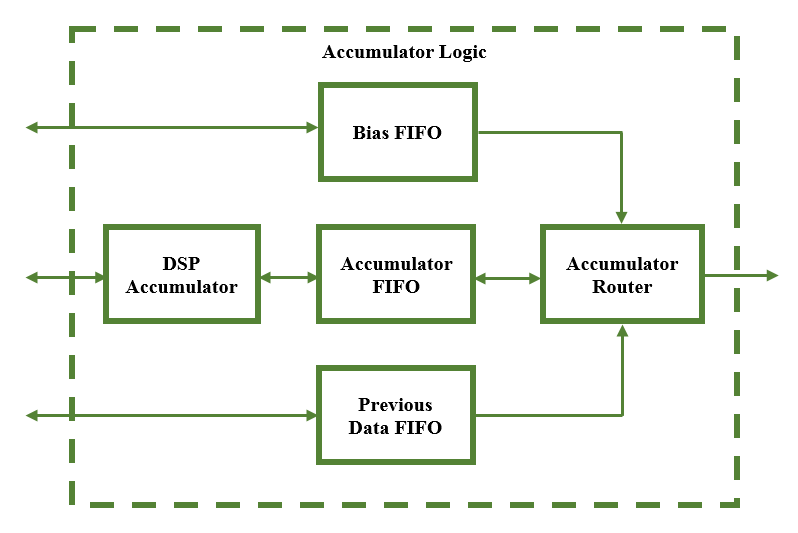 Accumulator Logic
Bias FIFO
DSP
Accumulator
Accumulator
FIFO
Accumulator
Router
Previous
Data FIFO